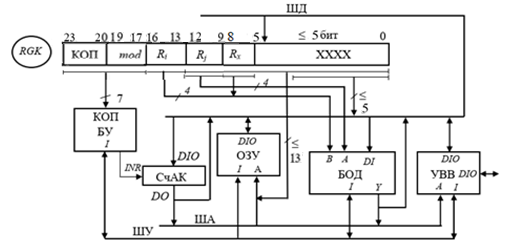 ШД
23 20 19 17 16 13 12 9 8 5 ≤ 5 бит 0
RGK КОП mod Ri Rj Rs XXXX
7 4 4 ≤ 5
КОП
БУ
I
INR
DIO
СчАК
DO
DIO
ОЗУ
I A
≤
13
B A DI
БОД
I Y
DIO
УВВ DIO
A I
ША
ШУ